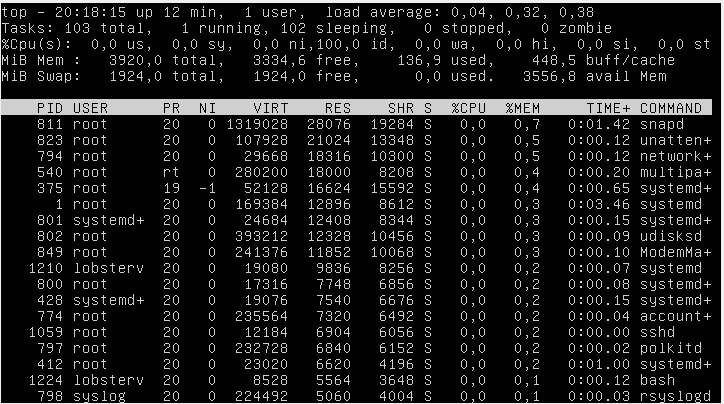 top - 20:18:15 up 12 min,  1 user,  load average: 0,04, 0,32, 0,38
Tasks: 103 total,   1 running, 102 sleeping,   0 stopped,   0 zombie
%Cpu(s):  0,0 us,  0,0 sy,  0,0 ni,100,0 id,  0,0 wa,  0,0 hi,  0,0 si,  0,0 st
MiB Mem :   3920,0 total,   3334,6 free,    136,9 used,    448,5 buff/cache
MiB Swap:   1924,0 total,   1924,0 free,      0,0 used.   3556,8 avail Mem
PID USER      PR  NI    VIRT    RES    SHR S  %CPU  %MEM     TIME+ COMMAND
811 root      20   0 1319028  28076  19284 S   0,0   0,7   0:01.42 snapd
823 root      20   0  107928  21024  13348 S   0,0   0,5   0:00.12 unatten+
794 root      20   0   29668  18316  10300 S   0,0   0,5   0:00.12 network+
540 root      rt   0  280200  18000   8208 S   0,0   0,4   0:00.20 multipa+
375 root      19  -1   52128  16624  15592 S   0,0   0,4   0:00.65 systemd+
1 root      20   0  169384  12896   8612 S   0,0   0,3   0:03.46 systemd
801 systemd+  20   0   24684  12408   8344 S   0,0   0,3   0:00.15 systemd+
802 root      20   0  393212  12328  10456 S   0,0   0,3   0:00.09 udisksd
849 root      20   0  241376  11852  10068 S   0,0   0,3   0:00.10 ModemMa+
1210 lobsterv  20   0   19080   9836   8256 S   0,0   0,2   0:00.07 systemd
800 root      20   0   17316   7748   6856 S   0,0   0,2   0:00.08 systemd+
428 systemd+  20   0   19076   7540   6676 S   0,0   0,2   0:00.15 systemd+
774 root      20   0  235564   7320   6492 S   0,0   0,2   0:00.04 account+
1059 root      20   0   12184   6904   6056 S   0,0   0,2   0:00.00 sshd
797 root      20   0  232728   6840   6152 S   0,0   0,2   0:00.02 polkitd
412 root      20   0   23020   6620   4196 S   0,0   0,2   0:01.00 systemd+
1224 lobsterv  20   0    8528   5564   3648 S   0,0   0,1   0:00.12 bash
798 syslog    20   0  224492   5060   4004 S   0,0   0,1   0:00.03 rsyslogd